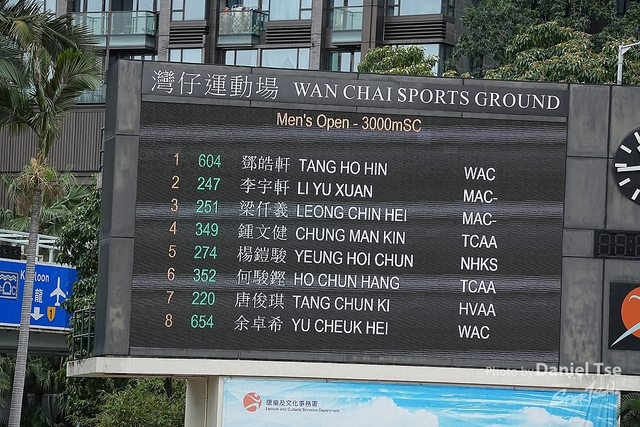 灣仔運動場 WAN CHAI SPORTS GROUND
Men's Open - 3000mSC
1 604 鄧皓軒 TANG HO HIN WAC
2 247 李宇軒 LI YU XUAN MAC-
3 251 梁仟義 LEONG CHIN HEI MAC-
4 349 鍾文健 CHUNG MAN KIN TCAA
5 274 楊鎧駿 YEUNG HOI CHUN NHKS
6 352 何駿鏗 HO CHUN HANG TCAA
7 220 唐俊琪 TANG CHUN KI HVAA
8 654 余卓希 YU CHEUK HEI WAC
龍
Photo by Daniel Tse
康樂及文化事務署
Leisure and Cultural Services Department